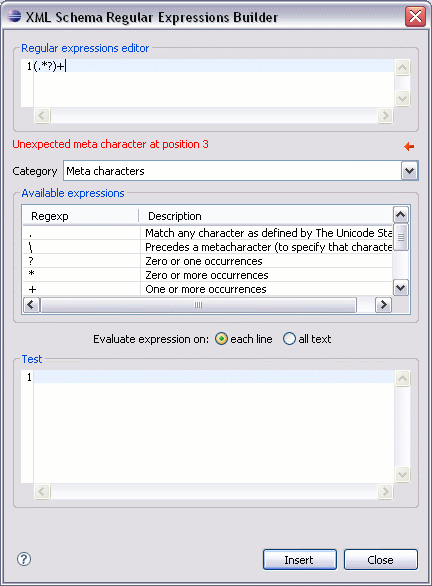 XML Schema Regular Expressions Builder
Regular expressions editor
1 (.*?)+
Unexpected meta character at position 3
Category Meta characters
Available expressions
Regexp Description
. Match any character as defined by The Unicode Sta
\ Precedes a metacharacter (to specify that characte
? Zero or one occurrences
* Zero or more occurrences
+ One or more occurrences
Evaluate expression on: each line all text
Test
1
? Insert Close